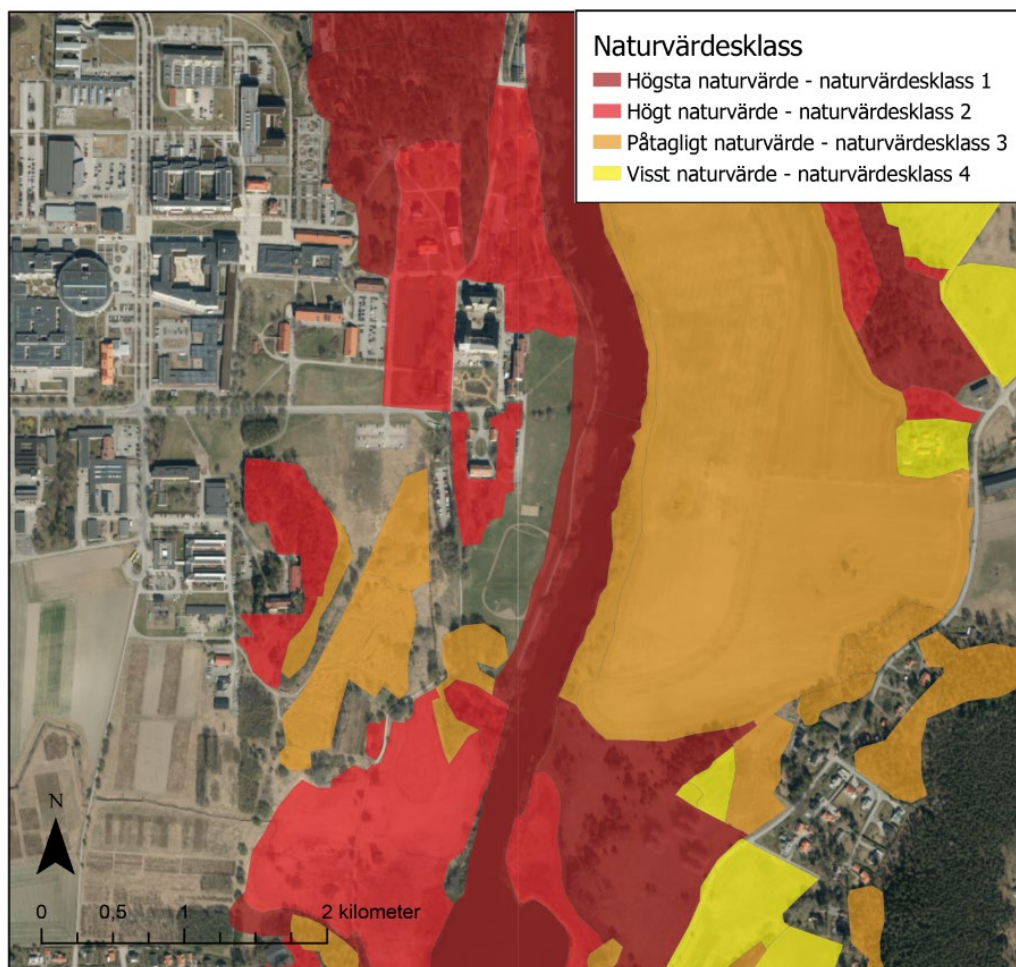 Naturvärdesklass
Högsta naturvärde - naturvärdesklass 1
Högt naturvärde - naturvärdesklass 2
Påtagligt naturvärde - naturvärdesklass 3
Visst naturvärde - naturvärdesklass 4
N
0 0,5 1 2 kilometer